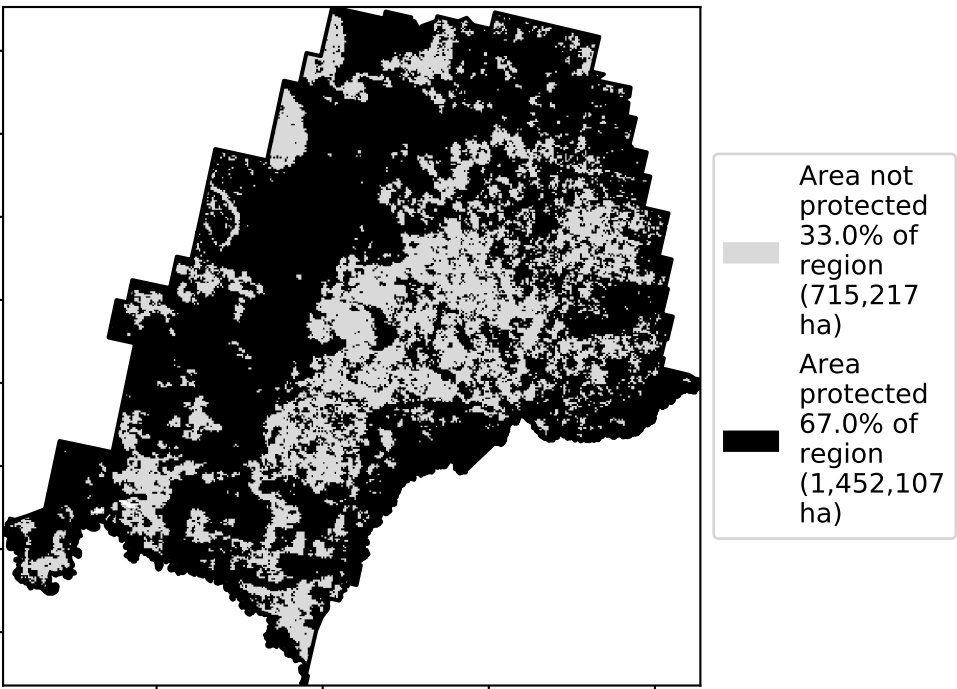 Area not
protected
33.0% of
region
(715,217
ha)
Area
protected
67.0% of
region
(1,452,107
ha)